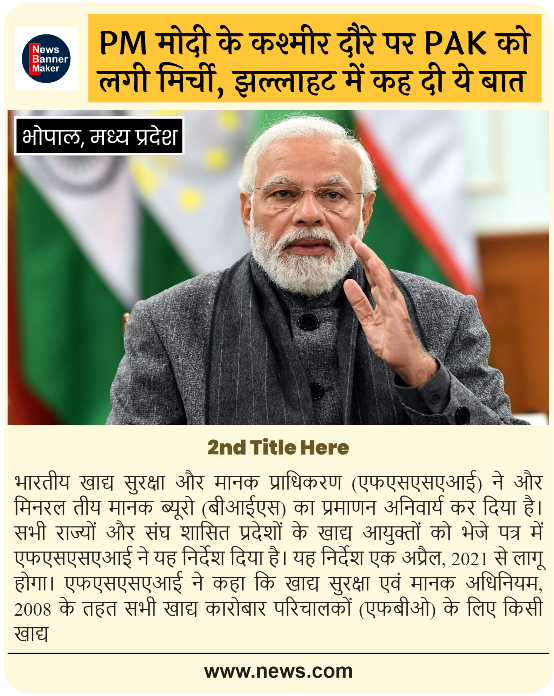 News
Banner
Maker
PM मोदी के कश्मीर दौरे पर PAK को
लगी मिर्ची, झल्लाहट में कह दी ये बात
भोपाल, मध्य प्रदेश
2nd Title Here
भारतीय खाद्य सुरक्षा और मानक प्राधिकरण (एफएसएसएआई) ने और
मिनरल तीय मानक ब्यूरो (बीआईएस) का प्रमाणन अनिवार्य कर दिया है।
सभी राज्यों और संघ शासित प्रदेशों के खाद्य आयुक्तों को भेजे पत्र में
एफएसएसएआई ने यह निर्देश दिया है। यह निर्देश एक अप्रैल, 2021 से लागू
होगा। एफएसएसएआई ने कहा कि खाद्य सुरक्षा एवं मानक अधिनियम,
2008 के तहत सभी खाद्य कारोबार परिचालकों (एफबीओ) के लिए किसी
खाद्य
www.news.com